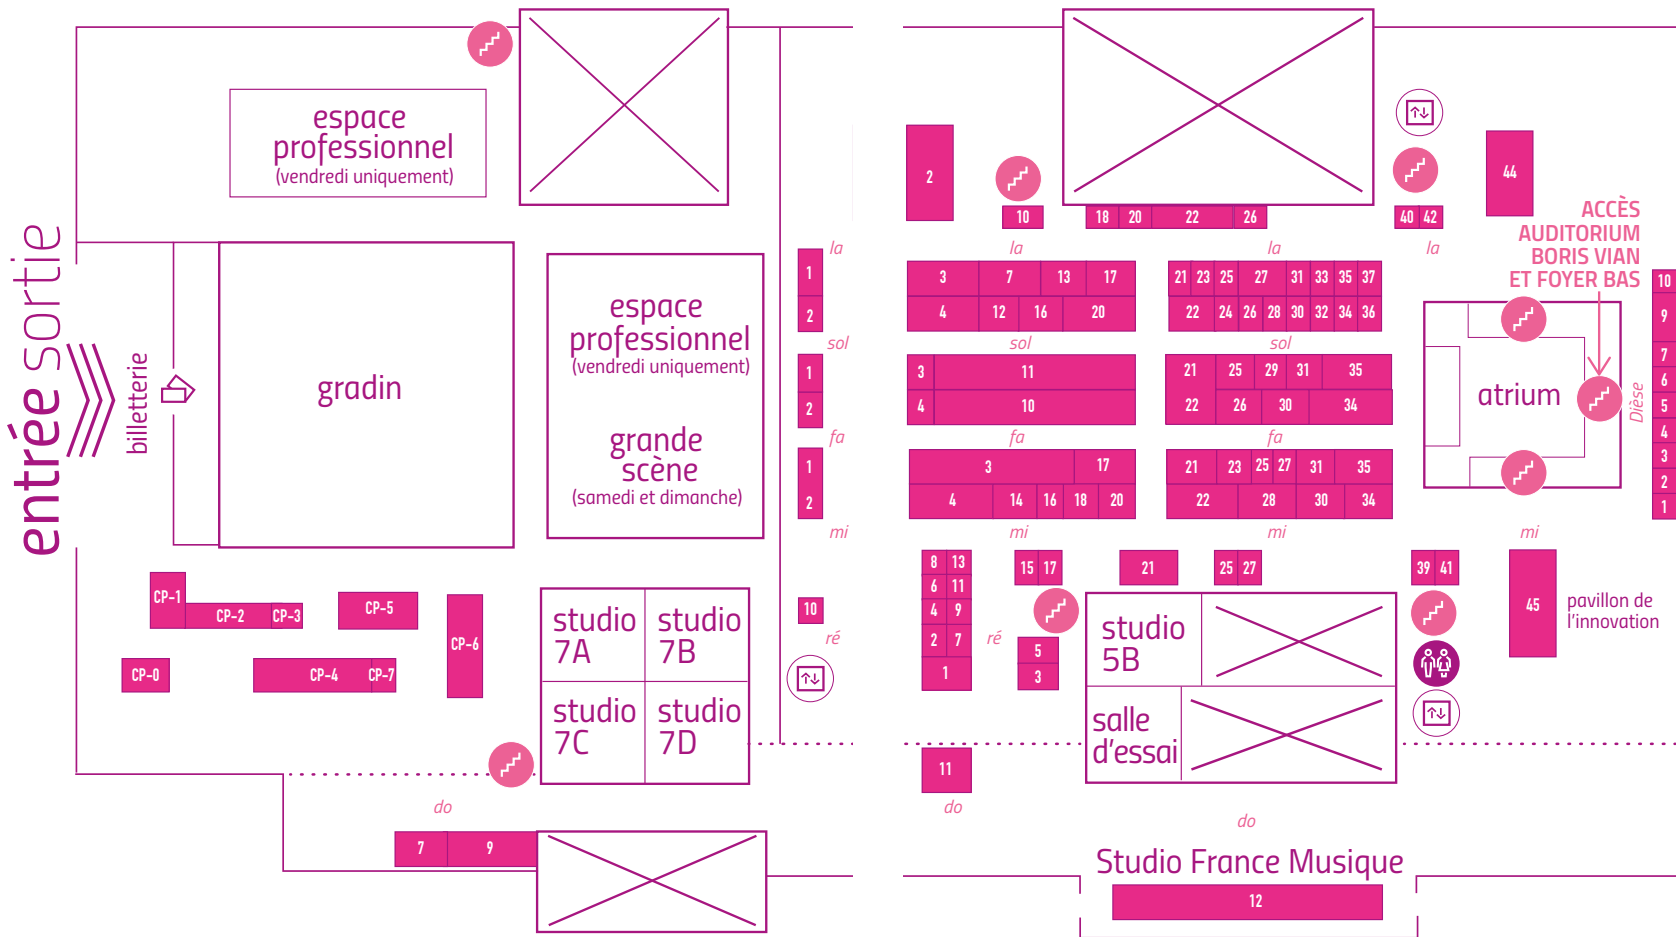 entrée sortie
billetterie
espace
professionnel
(vendredi uniquement)
gradin
espace
professionnel
(vendredi uniquement)
grande
scène
(samedi et dimanche)
CP-1
CP-2
CP-3
CP-5
CP-6
CP-0
CP-4
CP-7
studio
7A
studio
7B
studio
7C
studio
7D
do
7 9
la
1
2
sol
1
2
fa
1
2
mi
10
ré
2
10
18 20 22 26
40 42
44
la
la
la
3 7 13 17
4 12 16 20
21 23 25 27 31 33 35 37
22 24 26 28 30 32 34 36
sol
sol
3 11
4 10
21 25 29 31 35
22 26 30 34
fa
fa
3 17
4 14 16 18 20
21 23 25 27 31 35
22 28 30 34
mi
mi
mi
ACCÈS
AUDITORIUM
BORIS VIAN
ET FOYER BAS
atrium
Dièse
10
9
7
6
5
4
3
2
1
8 13
6 11
4 9
2 7
1
ré
15 17
5
3
21
25 27
39 41
45
pavillon de
l'innovation
studio
5B
salle
d'essai
11
do
do
Studio France Musique
12